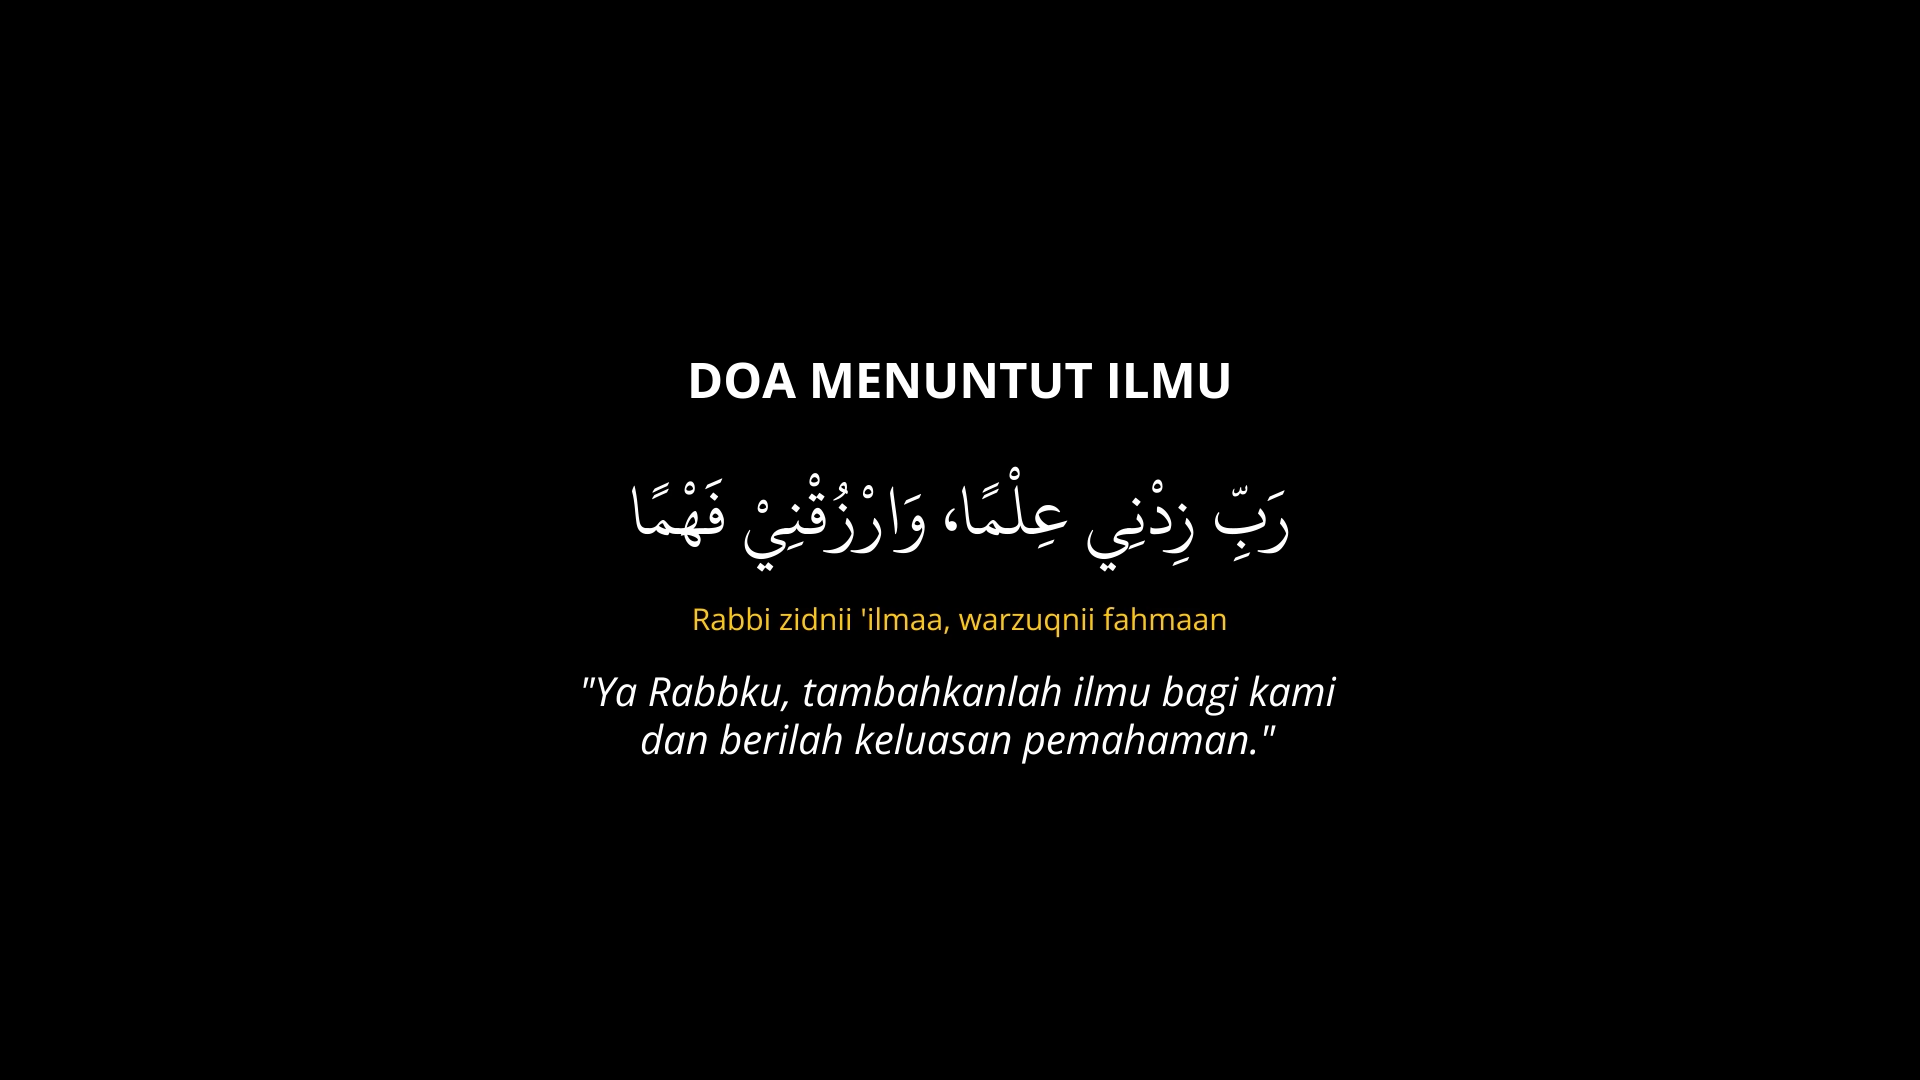 DOA MENUNTUT ILMU
رَبِّ زِدْنِي عِلْمًا، وَارْزُقْنِيْ فَهْمًا
Rabbi zidnii 'ilmaa, warzuqnii fahmaan
"Ya Rabbku, tambahkanlah ilmu bagi kami
dan berilah keluasan pemahaman."